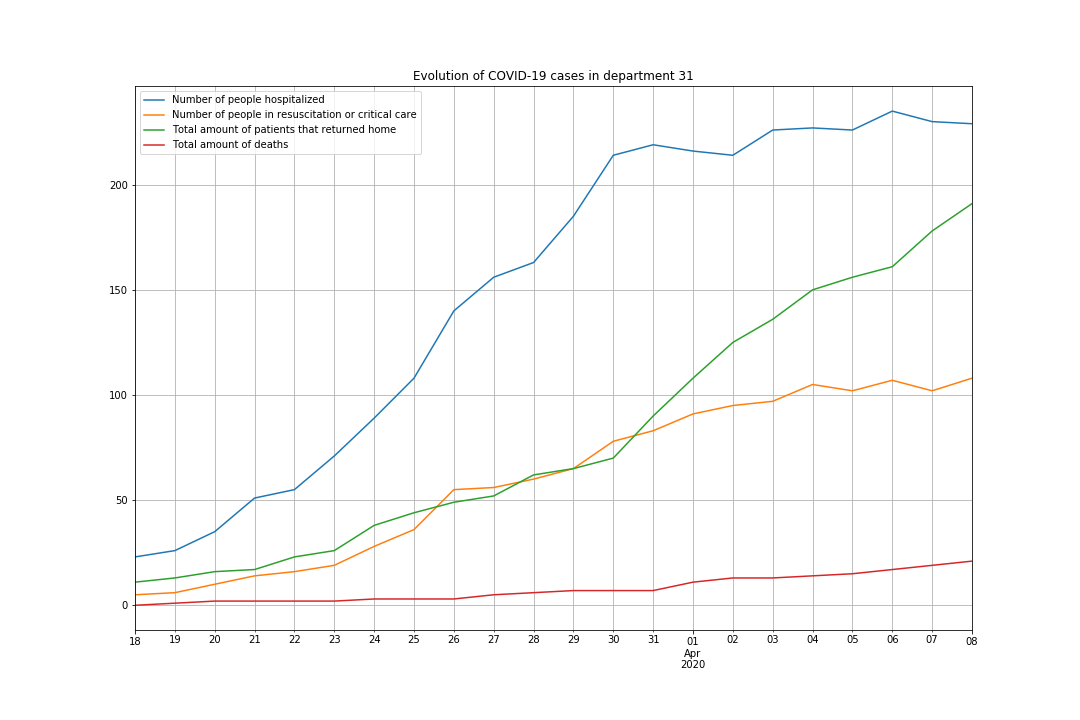 Evolution of COVID-19 cases in department 31
Number of people hospitalized
Number of people in resuscitation or critical care
Total amount of patients that returned home
Total amount of deaths
200
150
100
50
0
18 19 20 21 22 23 24 25 26 27 28 29 30 31 01 02 03 04 05 06 07 08
Apr
2020